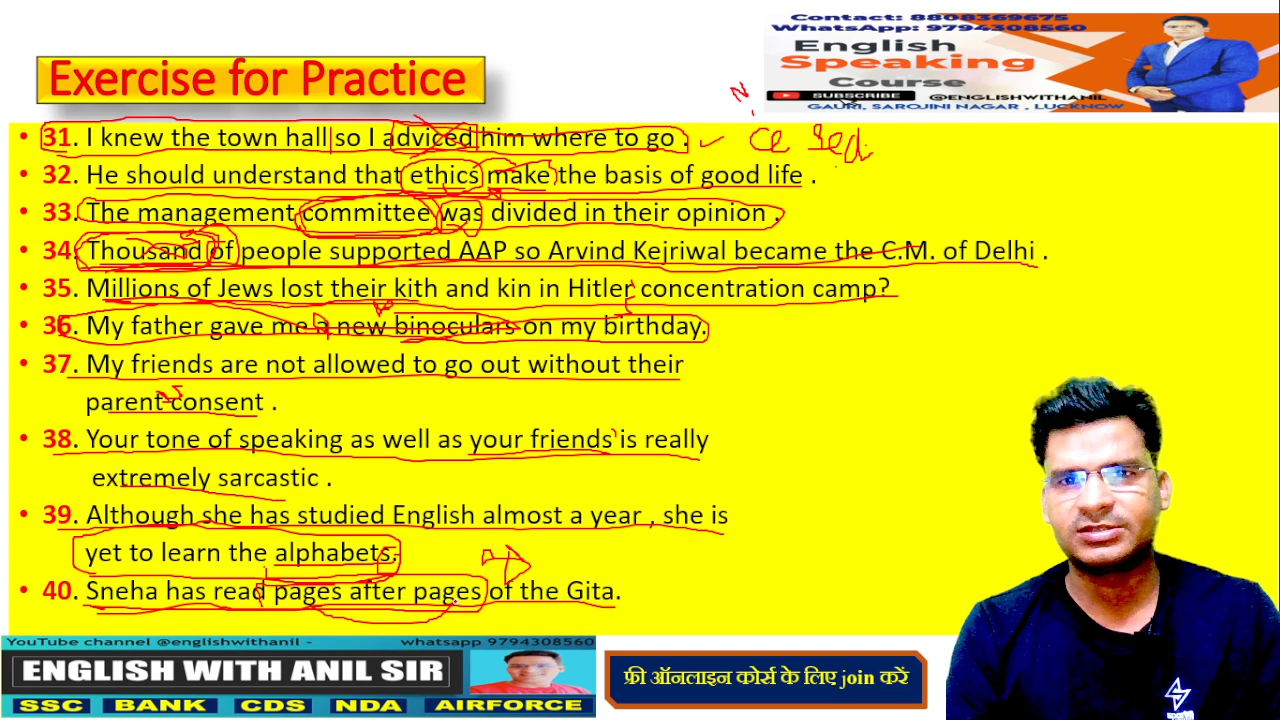 Contact: 8808369675
WhatsApp: 9794308560
English
Speaking
Course
SUBSCRIBE @ENGLISHWITHANIL
GAURI, SAROJINI NAGAR , LUCKNOW
Exercise for Practice
N
• 31. I knew the town hall so I adviced him where to go .
• 32. He should understand that ethics make the basis of good life .
• 33. The management committee was divided in their opinion .
• 34. Thousand of people supported AAP so Arvind Kejriwal became the C.M. of Delhi .
• 35. Millions of Jews lost their kith and kin in Hitler concentration camp?
• 36. My father gave me a new binoculars on my birthday.
• 37. My friends are not allowed to go out without their
parent consent .
• 38. Your tone of speaking as well as your friends' is really
extremely sarcastic .
• 39. Although she has studied English almost a year , she is
yet to learn the alphabets.
• 40. Sneha has read pages after pages of the Gita.
YouTube channel @englishwithanil - whatsapp 9794308560
ENGLISH WITH ANIL SIR
SSC BANK CDS NDA AIRFORCE
फ्री ऑनलाइन कोर्स के लिए join करें